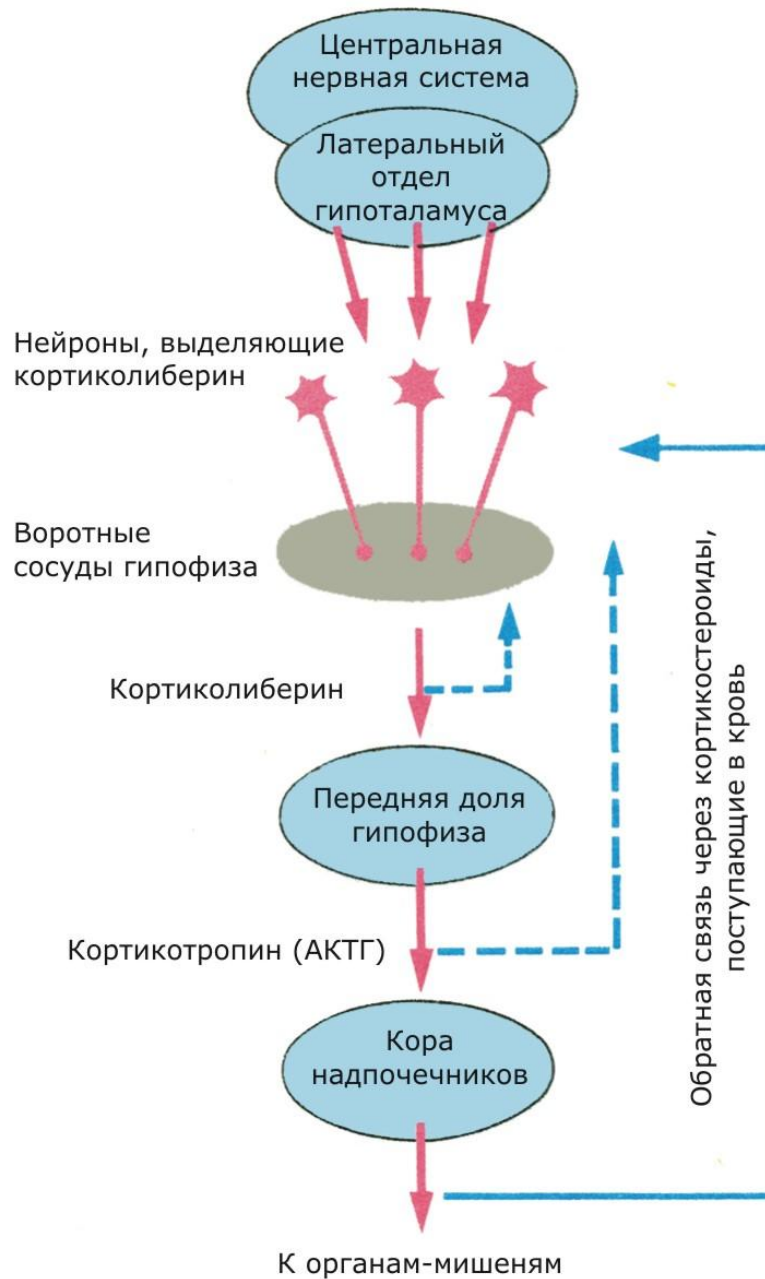 Центральная
нервная система
Латеральный
отдел
гипоталамуса
Нейроны, выделяющие
кортиколиберин
Воротные
сосуды гипофиза
Кортиколиберин
Передняя доля
гипофиза
Кортикотропин (АКТГ)
Кора
надпочечников
К органам-мишеням
Обратная связь через кортикостероиды,
поступающие в кровь